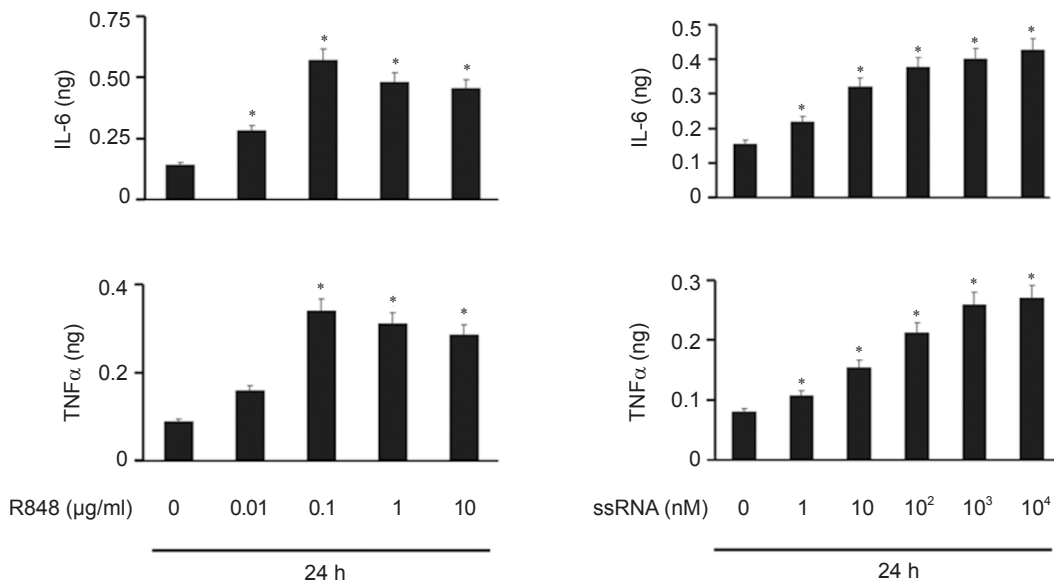 0.75
0.50
0.25
0
IL-6 (ng)
* * * *
0.5
0.4
0.3
0.2
0.1
0
IL-6 (ng)
* * * * *
0.4
0.2
0
TNFα (ng)
* * *
0.3
0.2
0.1
0
TNFα (ng)
* * * * *
R848 (µg/ml) 0 0.01 0.1 1 10
24 h
ssRNA (nM) 0 1 10 10² 10³ 10⁴
24 h